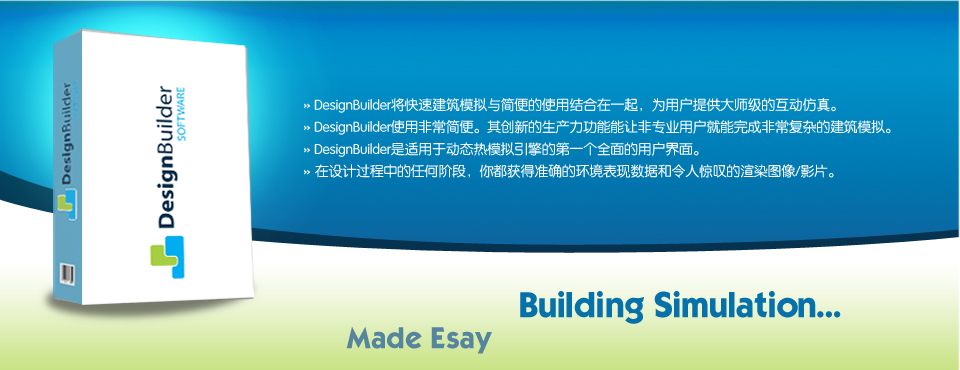 DesignBuilder
DesignBuilder
SOFTWARE
» DesignBuilder将快速建筑模拟与简便的使用结合在一起，为用户提供大师级的互动仿真。
» DesignBuilder使用非常简便。其创新的生产力功能能让非专业用户就能完成非常复杂的建筑模拟。
» DesignBuilder是适用于动态热模拟引擎的第一个全面的用户界面。
» 在设计过程中的任何阶段，你都获得准确的环境表现数据和令人惊叹的渲染图像/影片。
Building Simulation...
Made Esay